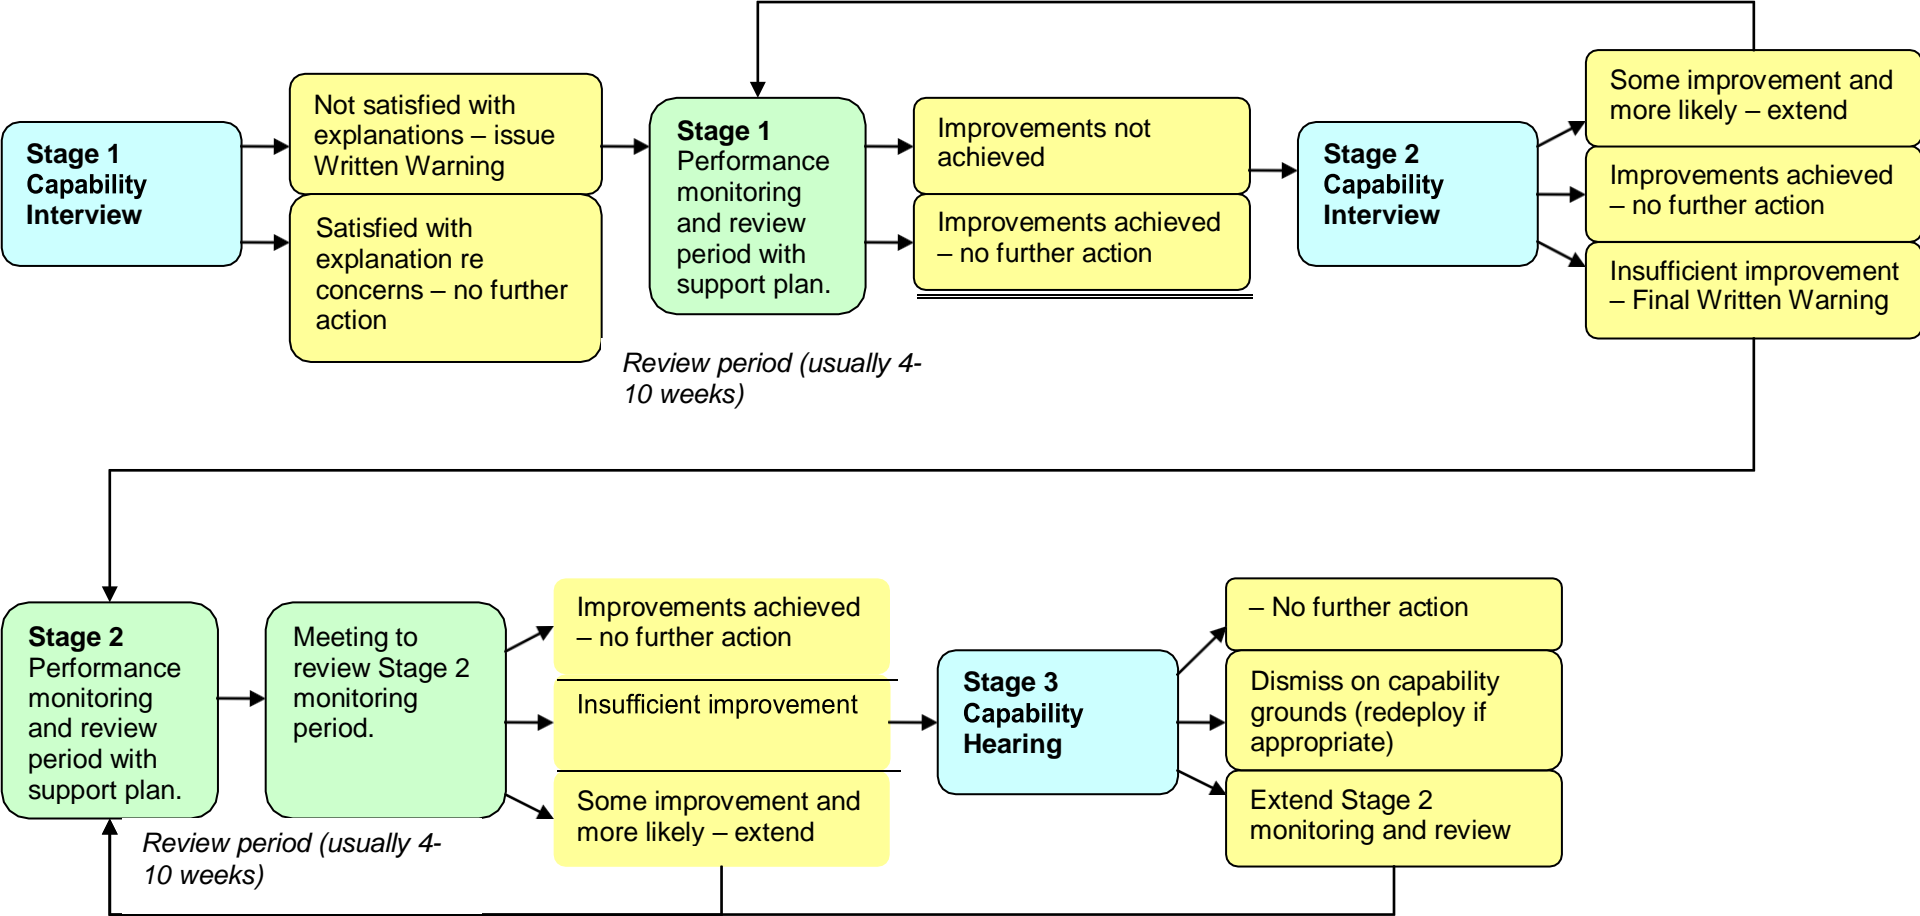 Stage 1
Capability
Interview
Not satisfied with
explanations – issue
Written Warning
Satisfied with
explanation re
concerns – no further
action
Stage 1
Performance
monitoring
and review
period with
support plan.
Review period (usually 4-
10 weeks)
Improvements not
achieved
Improvements achieved
– no further action
Stage 2
Capability
Interview
Some improvement and
more likely – extend
Improvements achieved
– no further action
Insufficient improvement
– Final Written Warning
Stage 2
Performance
monitoring
and review
period with
support plan.
Review period (usually 4-
10 weeks)
Meeting to
review Stage 2
monitoring
period.
Improvements achieved
– no further action
Insufficient improvement
Some improvement and
more likely – extend
Stage 3
Capability
Hearing
– No further action
Dismiss on capability
grounds (redeploy if
appropriate)
Extend Stage 2
monitoring and review